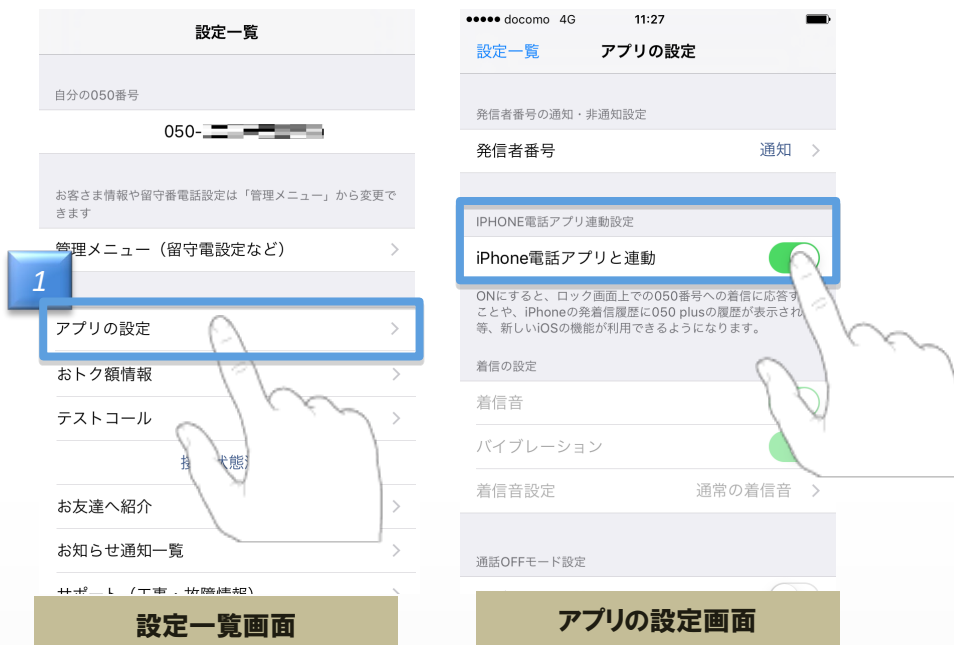 設定一覧
自分の050番号
050-
お客さま情報や留守番電話設定は「管理メニュー」から変更で
きます
管理メニュー(留守電設定など)
1
アプリの設定
おトク額情報
テストコール
お友達へ紹介
お知らせ通知一覧
サポート(工事・故障情報)
設定一覧画面
docomo 4G 11:27
設定一覧 アプリの設定
発信者番号の通知・非通知設定
発信者番号 通知
IPHONE電話アプリ連動設定
iPhone電話アプリと連動
ONにすると、ロック画面上での050番号への着信に応答す
ことや、iPhoneの発着信履歴に050 plusの履歴が表示され
等、新しいiOSの機能が利用できるようになります。
着信の設定
着信音
バイブレーション
着信音設定 通常の着信音
通話OFFモード設定
アプリの設定画面